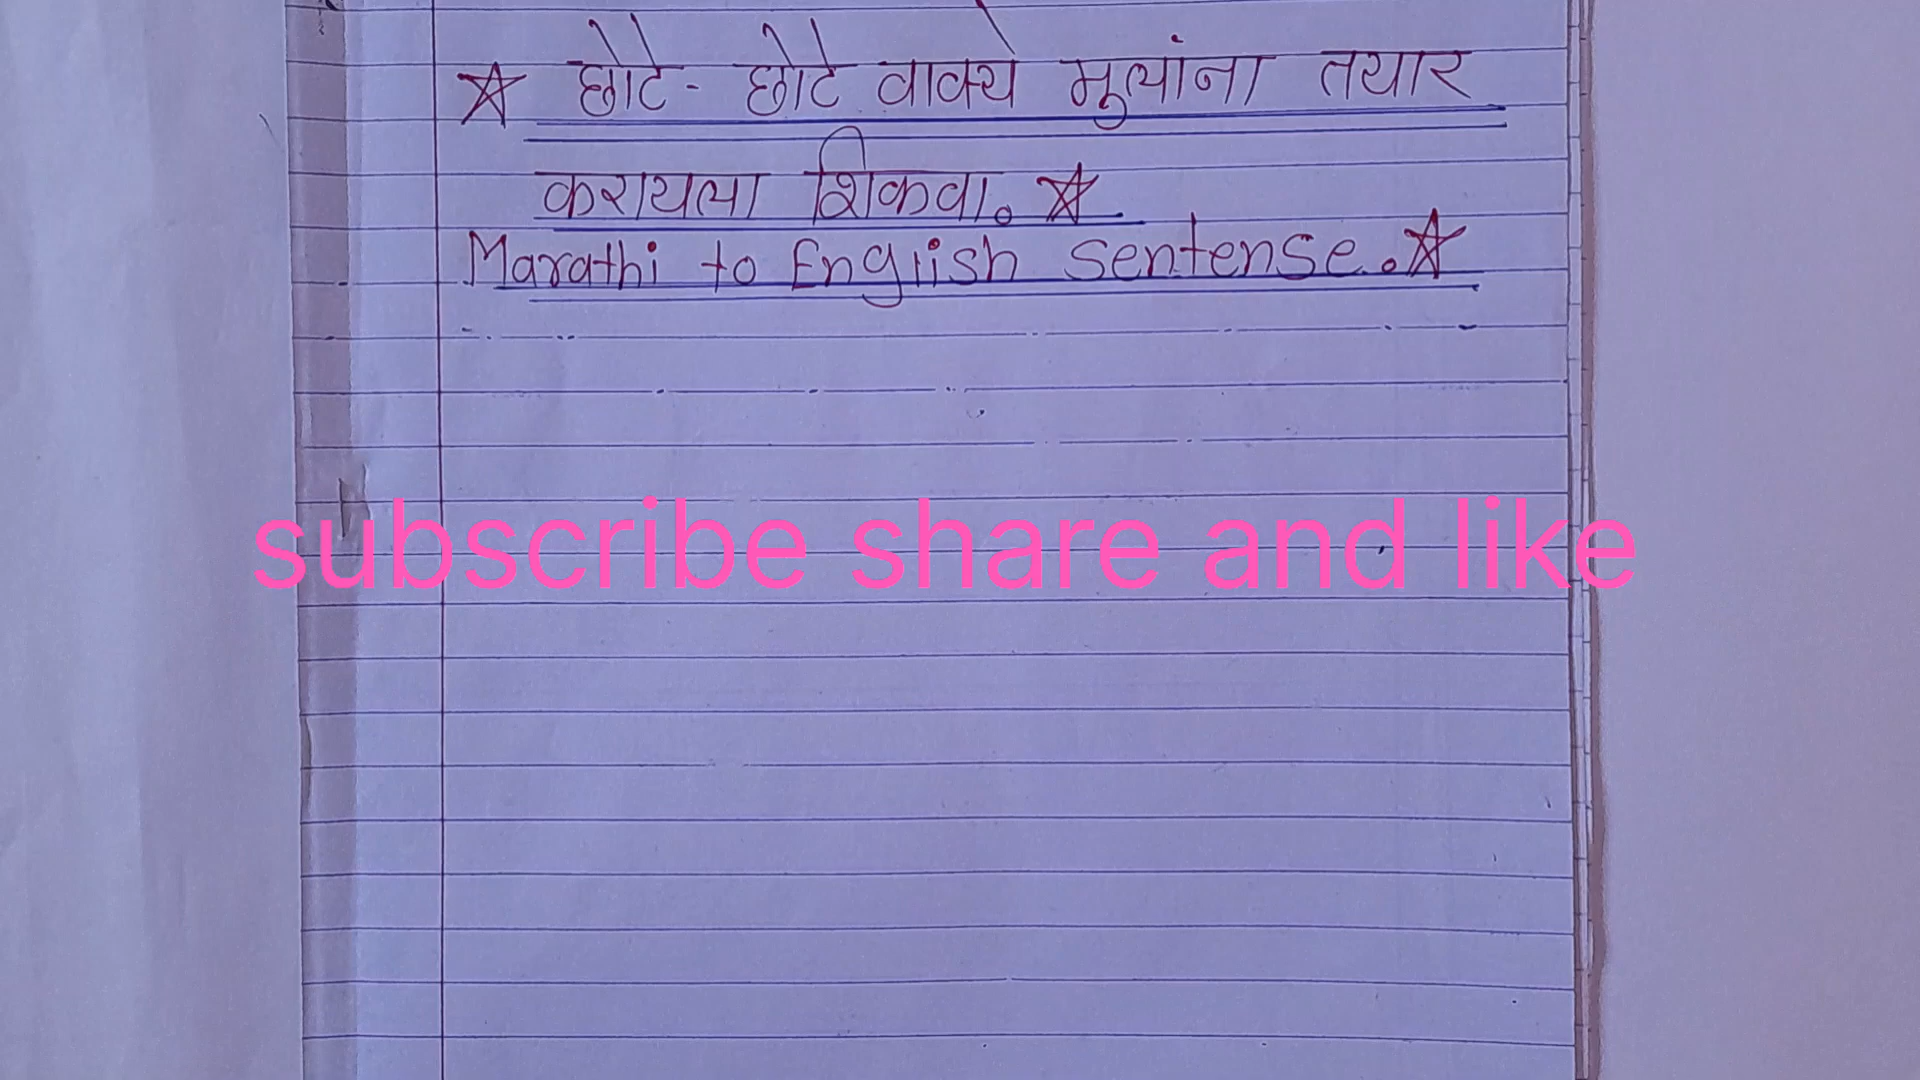 ☆ छोटे - छोटे वाक्ये मुलांना तयार
करायला शिकवा. ☆
Marathi to English sentense. ☆
subscribe share and like